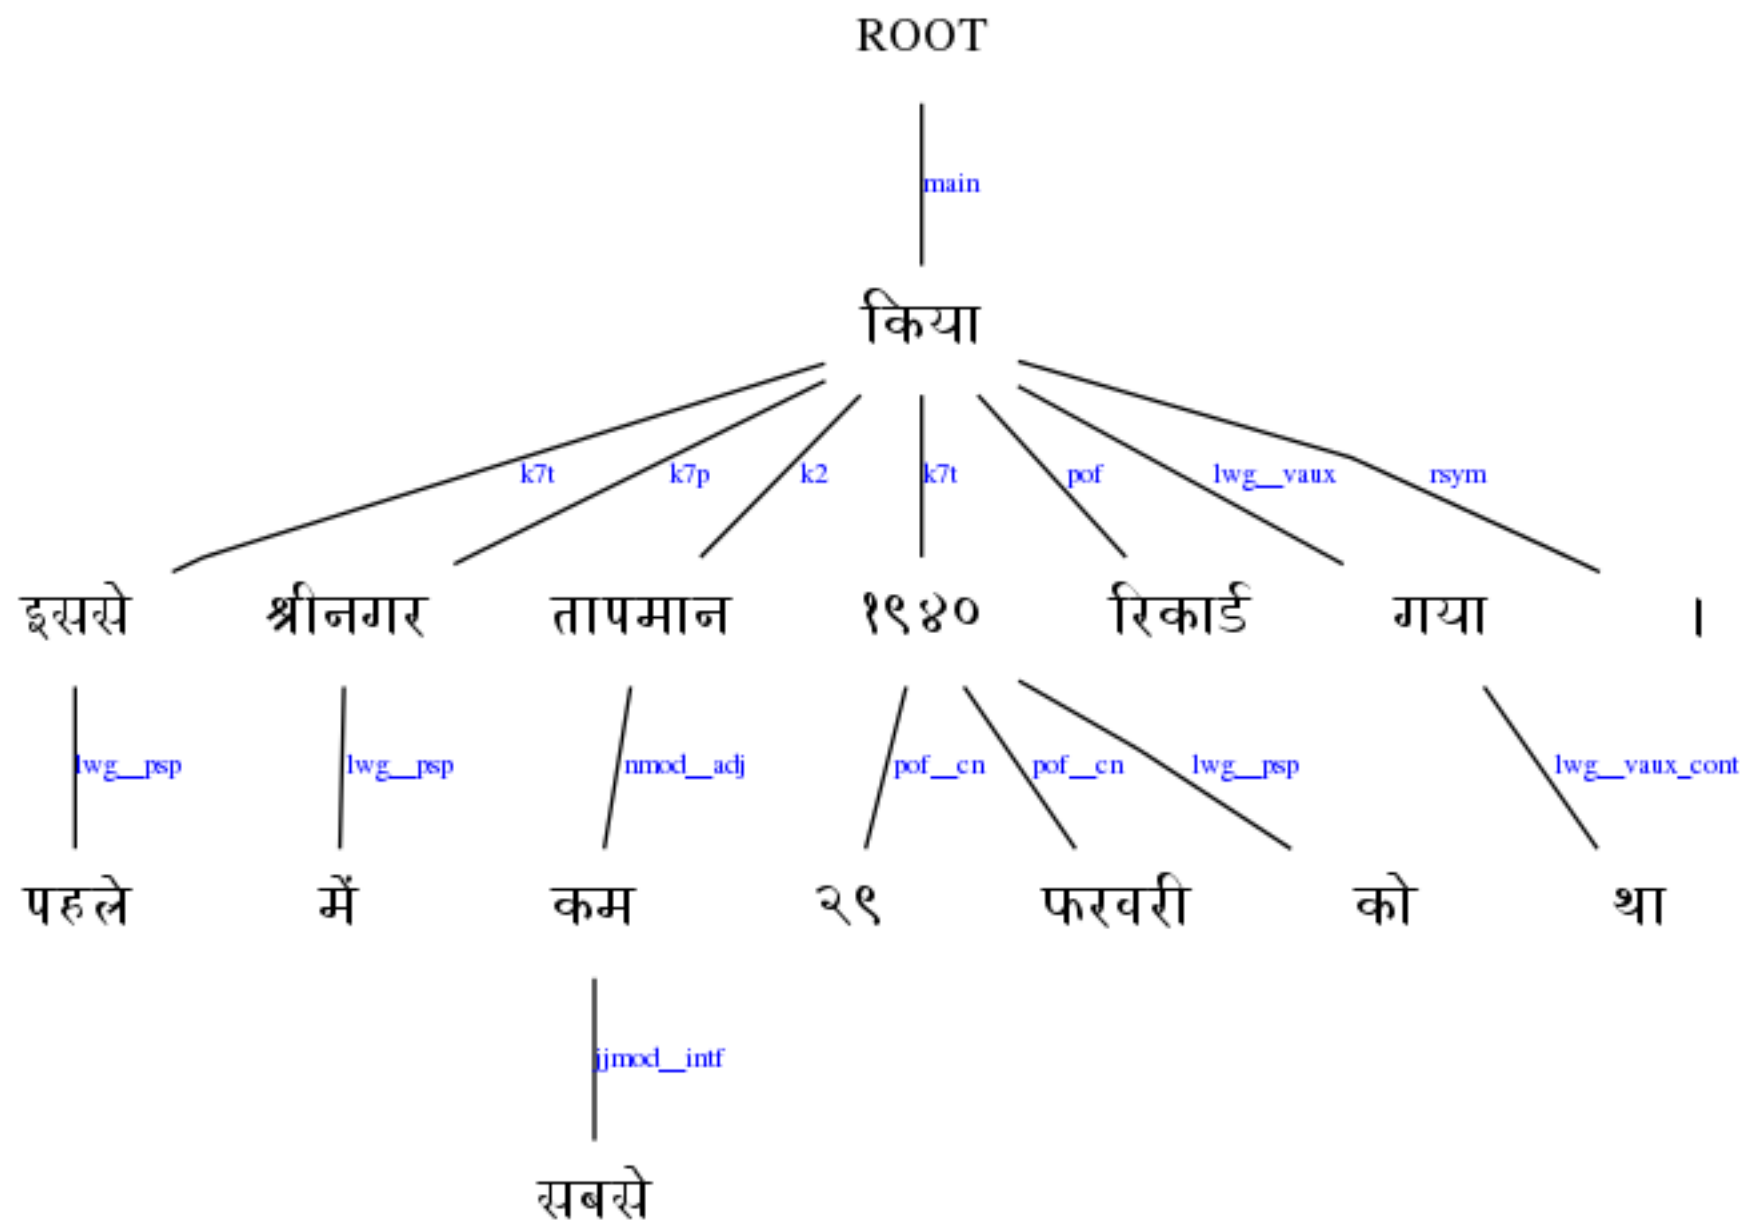 ROOT
main
किया
k7t k7p k2 k7t pof lwg__vaux rsym
इससे श्रीनगर तापमान १९४० रिकार्ड गया ।
lwg__psp lwg__psp nmod__adj pof__cn pof__cn lwg__psp lwg__vaux_cont
पहले में कम २९ फरवरी को था
jjmod__intf
सबसे